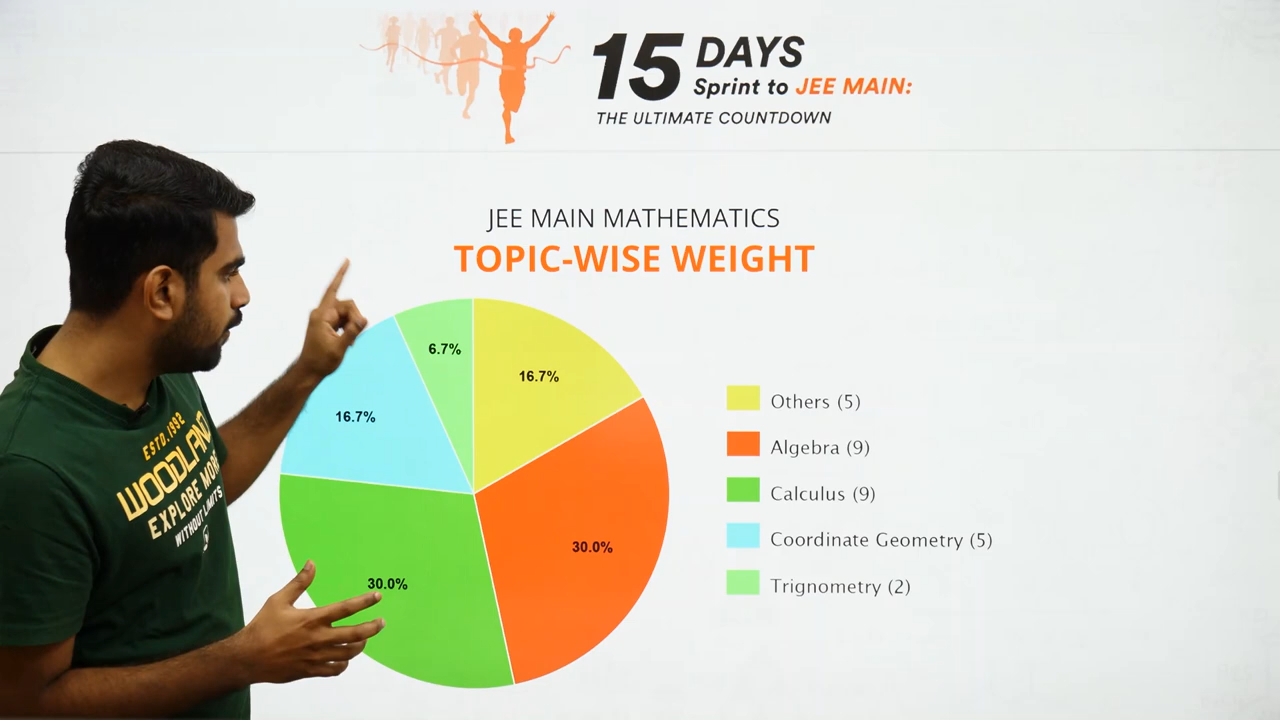 15 DAYS
Sprint to JEE MAIN:
THE ULTIMATE COUNTDOWN
JEE MAIN MATHEMATICS
TOPIC-WISE WEIGHT
6.7%
16.7%
16.7%
30.0%
30.0%
Others (5)
Algebra (9)
Calculus (9)
Coordinate Geometry (5)
Trignometry (2)
ESTD.1992
WOODLAND
EXPLORE MORE
WITHOUT LIMITS